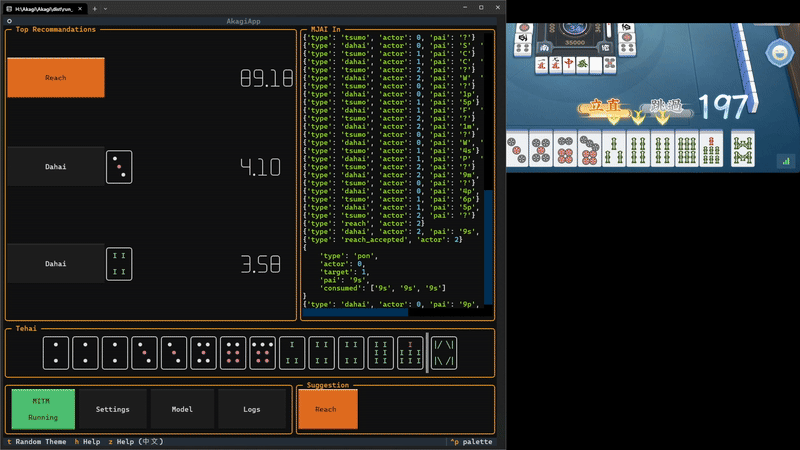 H:\Akagi\Akagi\dist\run_
AkagiApp
Top Recommandations
Reach
89.18
Dahai
4.10
Dahai
3.58
MJAI In
{'type': 'tsumo', 'actor': 0, 'pai': '?'}
{'type': 'dahai', 'actor': 0, 'pai': 'S',
{'type': 'tsumo', 'actor': 1, 'pai': 'C'}
{'type': 'dahai', 'actor': 1, 'pai': 'C',
{'type': 'tsumo', 'actor': 2, 'pai': '?'}
{'type': 'dahai', 'actor': 2, 'pai': 'W',
{'type': 'tsumo', 'actor': 0, 'pai': '?'}
{'type': 'dahai', 'actor': 0, 'pai': '1p',
{'type': 'tsumo', 'actor': 1, 'pai': '5p'}
{'type': 'dahai', 'actor': 1, 'pai': 'F',
{'type': 'tsumo', 'actor': 2, 'pai': '?'}
{'type': 'dahai', 'actor': 2, 'pai': '1m',
{'type': 'tsumo', 'actor': 0, 'pai': '?'}
{'type': 'dahai', 'actor': 0, 'pai': 'W',
{'type': 'tsumo', 'actor': 1, 'pai': '4s'}
{'type': 'dahai', 'actor': 1, 'pai': 'P',
{'type': 'tsumo', 'actor': 2, 'pai': '?'}
{'type': 'dahai', 'actor': 2, 'pai': '9m',
{'type': 'tsumo', 'actor': 0, 'pai': '?'}
{'type': 'dahai', 'actor': 0, 'pai': '4p',
{'type': 'tsumo', 'actor': 1, 'pai': '6p'}
{'type': 'dahai', 'actor': 1, 'pai': '5p',
{'type': 'tsumo', 'actor': 2, 'pai': '?'}
{'type': 'reach', 'actor': 2}
{'type': 'dahai', 'actor': 2, 'pai': '9s',
{'type': 'reach_accepted', 'actor': 2}
{
'type': 'pon',
'actor': 0,
'target': 1,
'pai': '9s',
'consumed': ['9s', '9s', '9s']
}
{'type': 'dahai', 'actor': 0, 'pai': '9p',
Tehai
MITM
Running
Settings
Model
Logs
Suggestion
Reach
t Random Theme h Help z Help (中文)
^p palette
35000
南
立直
跳過
197